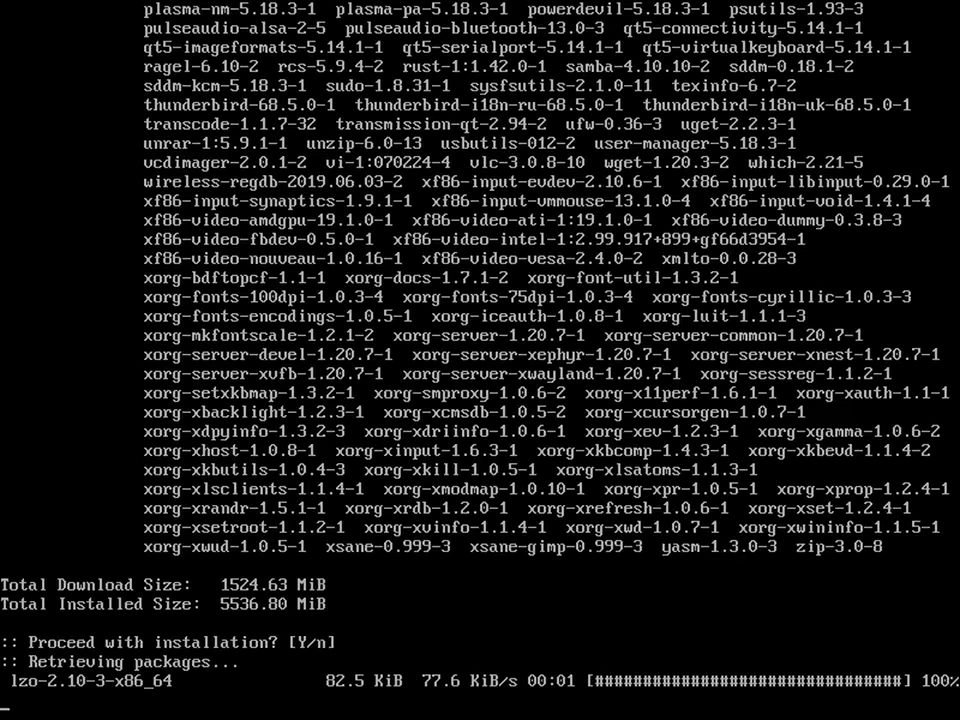 plasma-nm-5.18.3-1 plasma-pa-5.18.3-1 powerdevil-5.18.3-1 psutils-1.93-3
pulseaudio-alsa-2-5 pulseaudio-bluetooth-13.0-3 qt5-connectivity-5.14.1-1
qt5-imageformats-5.14.1-1 qt5-serialport-5.14.1-1 qt5-virtualkeyboard-5.14.1-1
ragel-6.10-2 rcs-5.9.4-2 rust-1:1.42.0-1 samba-4.10.10-2 sddm-0.18.1-2
sddm-kcm-5.18.3-1 sudo-1.8.31-1 sysfsutils-2.1.0-11 texinfo-6.7-2
thunderbird-68.5.0-1 thunderbird-i18n-ru-68.5.0-1 thunderbird-i18n-uk-68.5.0-1
transcode-1.1.7-32 transmission-qt-2.94-2 ufw-0.36-3 uget-2.2.3-1
unrar-1:5.9.1-1 unzip-6.0-13 usbutils-012-2 user-manager-5.18.3-1
vcdimager-2.0.1-2 vi-1:070224-4 vlc-3.0.8-10 wget-1.20.3-2 which-2.21-5
wireless-regdb-2019.06.03-2 xf86-input-evdev-2.10.6-1 xf86-input-libinput-0.29.0-1
xf86-input-synaptics-1.9.1-1 xf86-input-vmmouse-13.1.0-4 xf86-input-void-1.4.1-4
xf86-video-amdgpu-19.1.0-1 xf86-video-ati-1:19.1.0-1 xf86-video-dummy-0.3.8-3
xf86-video-fbdev-0.5.0-1 xf86-video-intel-1:2.99.917+899+gf66d3954-1
xf86-video-nouveau-1.0.16-1 xf86-video-vesa-2.4.0-2 xmlto-0.0.28-3
xorg-bdftopcf-1.1-1 xorg-docs-1.7.1-2 xorg-font-util-1.3.2-1
xorg-fonts-100dpi-1.0.3-4 xorg-fonts-75dpi-1.0.3-4 xorg-fonts-cyrillic-1.0.3-3
xorg-fonts-encodings-1.0.5-1 xorg-iceauth-1.0.8-1 xorg-luit-1.1.1-3
xorg-mkfontscale-1.2.1-2 xorg-server-1.20.7-1 xorg-server-common-1.20.7-1
xorg-server-devel-1.20.7-1 xorg-server-xephyr-1.20.7-1 xorg-server-xnest-1.20.7-1
xorg-server-xvfb-1.20.7-1 xorg-server-xwayland-1.20.7-1 xorg-sessreg-1.1.2-1
xorg-setxkbmap-1.3.2-1 xorg-smproxy-1.0.6-2 xorg-x11perf-1.6.1-1 xorg-xauth-1.1-1
xorg-xbacklight-1.2.3-1 xorg-xcmsdb-1.0.5-2 xorg-xcursorgen-1.0.7-1
xorg-xdpyinfo-1.3.2-3 xorg-xdriinfo-1.0.6-1 xorg-xev-1.2.3-1 xorg-xgamma-1.0.6-2
xorg-xhost-1.0.8-1 xorg-xinput-1.6.3-1 xorg-xkbcomp-1.4.3-1 xorg-xkbevd-1.1.4-2
xorg-xkbutils-1.0.4-3 xorg-xkill-1.0.5-1 xorg-xlsatoms-1.1.3-1
xorg-xlsclients-1.1.4-1 xorg-xmodmap-1.0.10-1 xorg-xpr-1.0.5-1 xorg-xprop-1.2.4-1
xorg-xrandr-1.5.1-1 xorg-xrdb-1.2.0-1 xorg-xrefresh-1.0.6-1 xorg-xset-1.2.4-1
xorg-xsetroot-1.1.2-1 xorg-xvinfo-1.1.4-1 xorg-xwd-1.0.7-1 xorg-xwininfo-1.1.5-1
xorg-xwud-1.0.5-1 xsane-0.999-3 xsane-gimp-0.999-3 yasm-1.3.0-3 zip-3.0-8
Total Download Size: 1524.63 MiB
Total Installed Size: 5536.80 MiB
:: Proceed with installation? [Y/n]
:: Retrieving packages...
lzo-2.10-3-x86_64 82.5 KiB 77.6 KiB/s 00:01 [################################] 100%
_